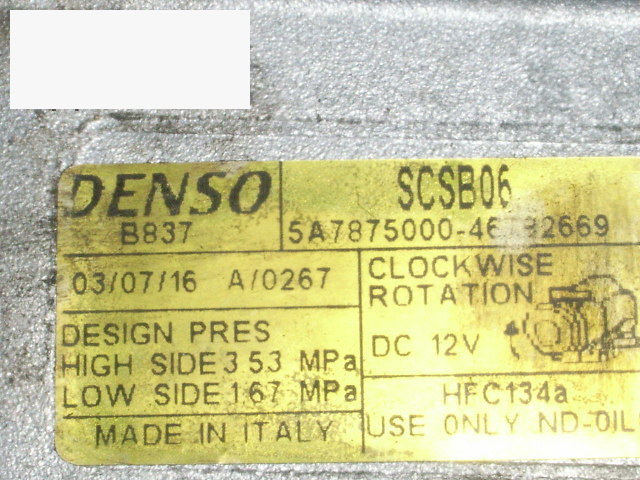 DENSO
B837
SCSB06
5A7875000-46 2669
03/07/16 A/0267
CLOCKWISE
ROTATION
DC 12V
DESIGN PRES
HIGH SIDE 3 53 MPa
LOW SIDE 1 67 MPa
HFC134a
USE ONLY ND-OIL
MADE IN ITALY